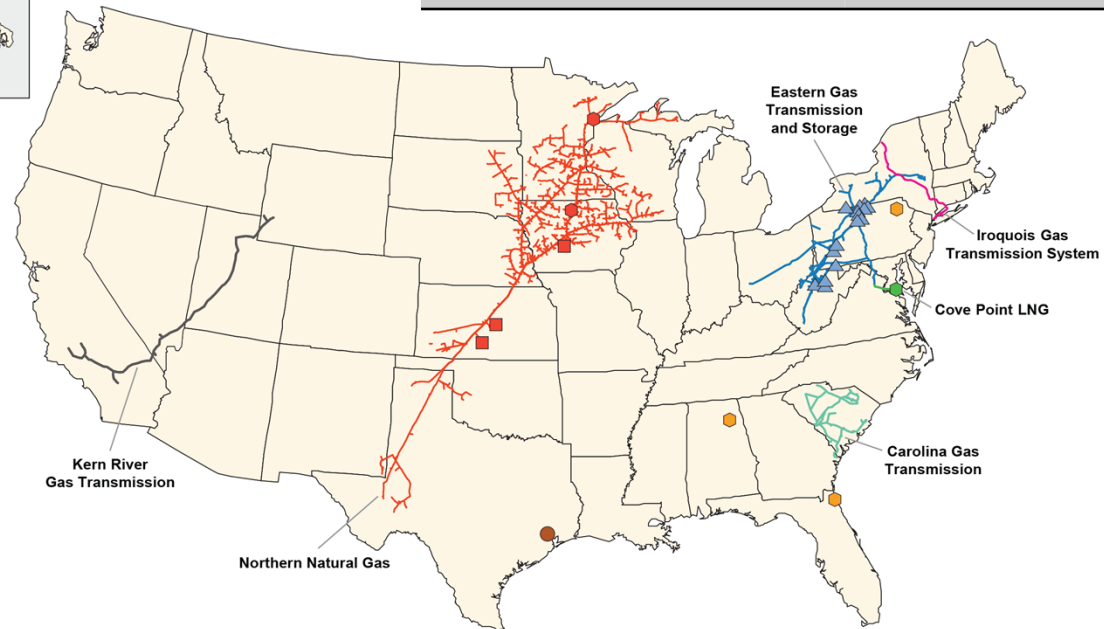 Eastern Gas
Transmission
and Storage
Iroquois Gas
Transmission System
Cove Point LNG
Carolina Gas
Transmission
Kern River
Gas Transmission
Northern Natural Gas